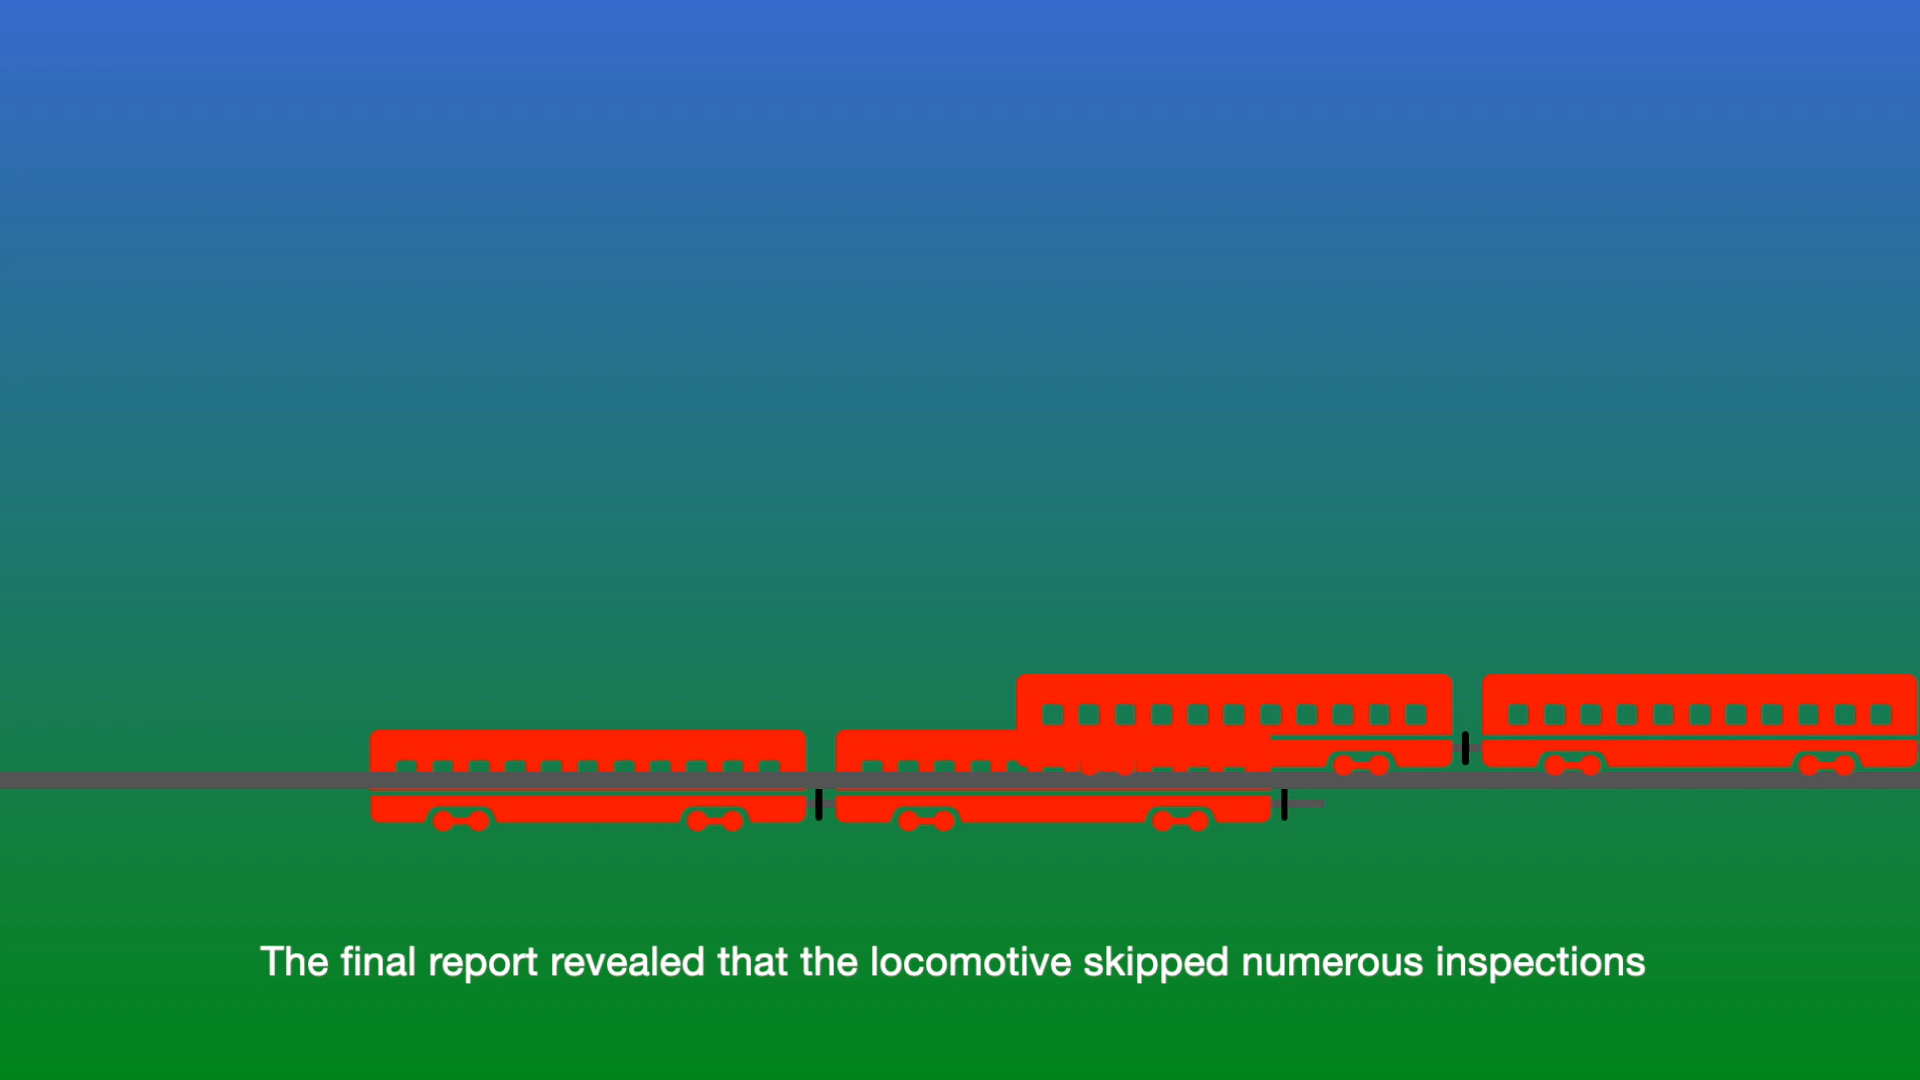 The final report revealed that the locomotive skipped numerous inspections